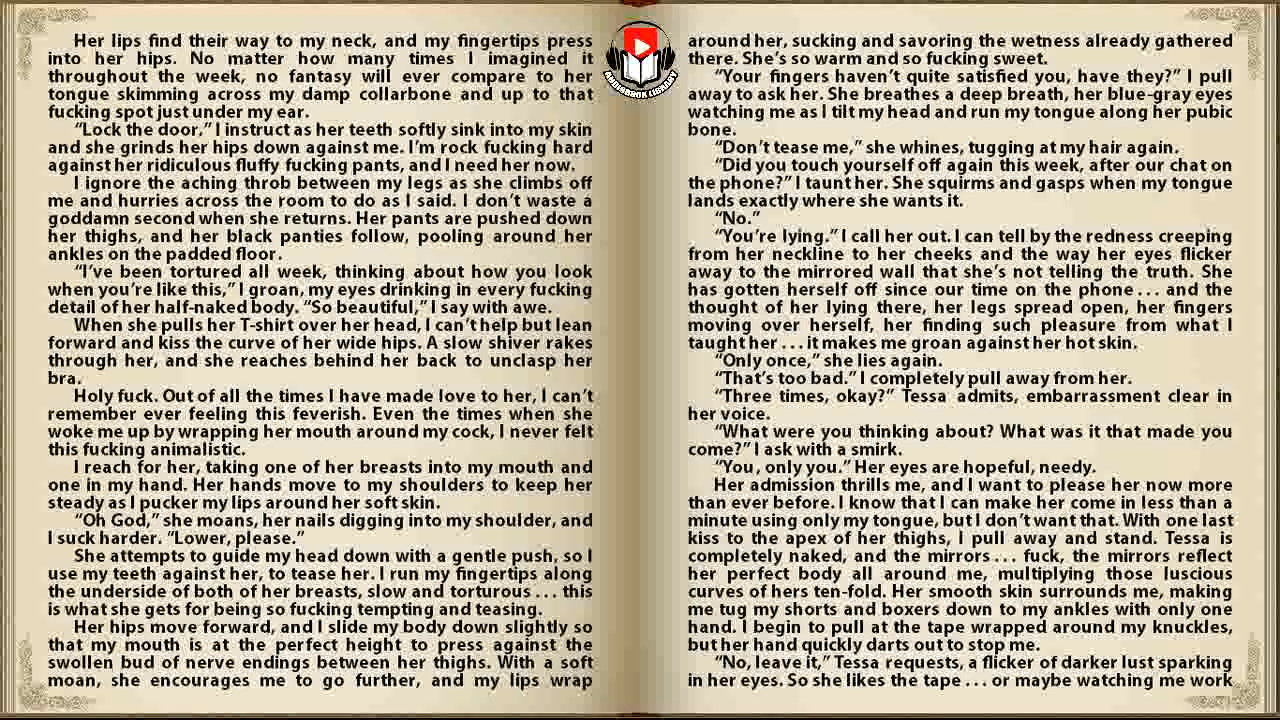 Her lips find their way to my neck, and my fingertips press
into her hips. No matter how many times I imagined it
throughout the week, no fantasy will ever compare to her
tongue skimming across my damp collarbone and up to that
fucking spot just under my ear.
“Lock the door,” I instruct as her teeth softly sink into my skin
and she grinds her hips down against me. I’m rock fucking hard
against her ridiculous fluffy fucking pants, and I need her now.
I ignore the aching throb between my legs as she climbs off
me and hurries across the room to do as I said. I don’t waste a
goddamn second when she returns. Her pants are pushed down
her thighs, and her black panties follow, pooling around her
ankles on the padded floor.
“I’ve been tortured all week, thinking about how you look
when you’re like this,” I groan, my eyes drinking in every fucking
detail of her half-naked body. “So beautiful,” I say with awe.
When she pulls her T-shirt over her head, I can’t help but lean
forward and kiss the curve of her wide hips. A slow shiver rakes
through her, and she reaches behind her back to unclasp her
bra.
Holy fuck. Out of all the times I have made love to her, I can’t
remember ever feeling this feverish. Even the times when she
woke me up by wrapping her mouth around my cock, I never felt
this fucking animalistic.
I reach for her, taking one of her breasts into my mouth and
one in my hand. Her hands move to my shoulders to keep her
steady as I pucker my lips around her soft skin.
“Oh God,” she moans, her nails digging into my shoulder, and
I suck harder. “Lower, please.”
She attempts to guide my head down with a gentle push, so I
use my teeth against her, to tease her. I run my fingertips along
the underside of both of her breasts, slow and torturous . . . this
is what she gets for being so fucking tempting and teasing.
Her hips move forward, and I slide my body down slightly so
that my mouth is at the perfect height to press against the
swollen bud of nerve endings between her thighs. With a soft
moan, she encourages me to go further, and my lips wrap
AUDIOBOOK LIBRARY
around her, sucking and savoring the wetness already gathered
there. She’s so warm and so fucking sweet.
“Your fingers haven’t quite satisfied you, have they?” I pull
away to ask her. She breathes a deep breath, her blue-gray eyes
watching me as I tilt my head and run my tongue along her pubic
bone.
“Don’t tease me,” she whines, tugging at my hair again.
“Did you touch yourself off again this week, after our chat on
the phone?” I taunt her. She squirms and gasps when my tongue
lands exactly where she wants it.
“No.”
“You’re lying.” I call her out. I can tell by the redness creeping
from her neckline to her cheeks and the way her eyes flicker
away to the mirrored wall that she’s not telling the truth. She
has gotten herself off since our time on the phone . . . and the
thought of her lying there, her legs spread open, her fingers
moving over herself, her finding such pleasure from what I
taught her . . . it makes me groan against her hot skin.
“Only once,” she lies again.
“That’s too bad.” I completely pull away from her.
“Three times, okay?” Tessa admits, embarrassment clear in
her voice.
“What were you thinking about? What was it that made you
come?” I ask with a smirk.
“You, only you.” Her eyes are hopeful, needy.
Her admission thrills me, and I want to please her now more
than ever before. I know that I can make her come in less than a
minute using only my tongue, but I don’t want that. With one last
kiss to the apex of her thighs, I pull away and stand. Tessa is
completely naked, and the mirrors . . . fuck, the mirrors reflect
her perfect body all around me, multiplying those luscious
curves of hers ten-fold. Her smooth skin surrounds me, making
me tug my shorts and boxers down to my ankles with only one
hand. I begin to pull at the tape wrapped around my knuckles,
but her hand quickly darts out to stop me.
“No, leave it,” Tessa requests, a flicker of darker lust sparking
in her eyes. So she likes the tape . . . or maybe watching me work